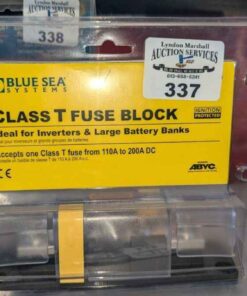 Lyndon Marshall
AUCTION SERVICES
338
Lyndon Marshall
AUCTION SERVICES
337
BLUE SEA
SYSTEMS
CLASS T FUSE BLOCK
IGNITION
PROTECTED
deal for Inverters & Large Battery Banks
Accepts one Class T fuse from 110A to 200A DC
ABYC